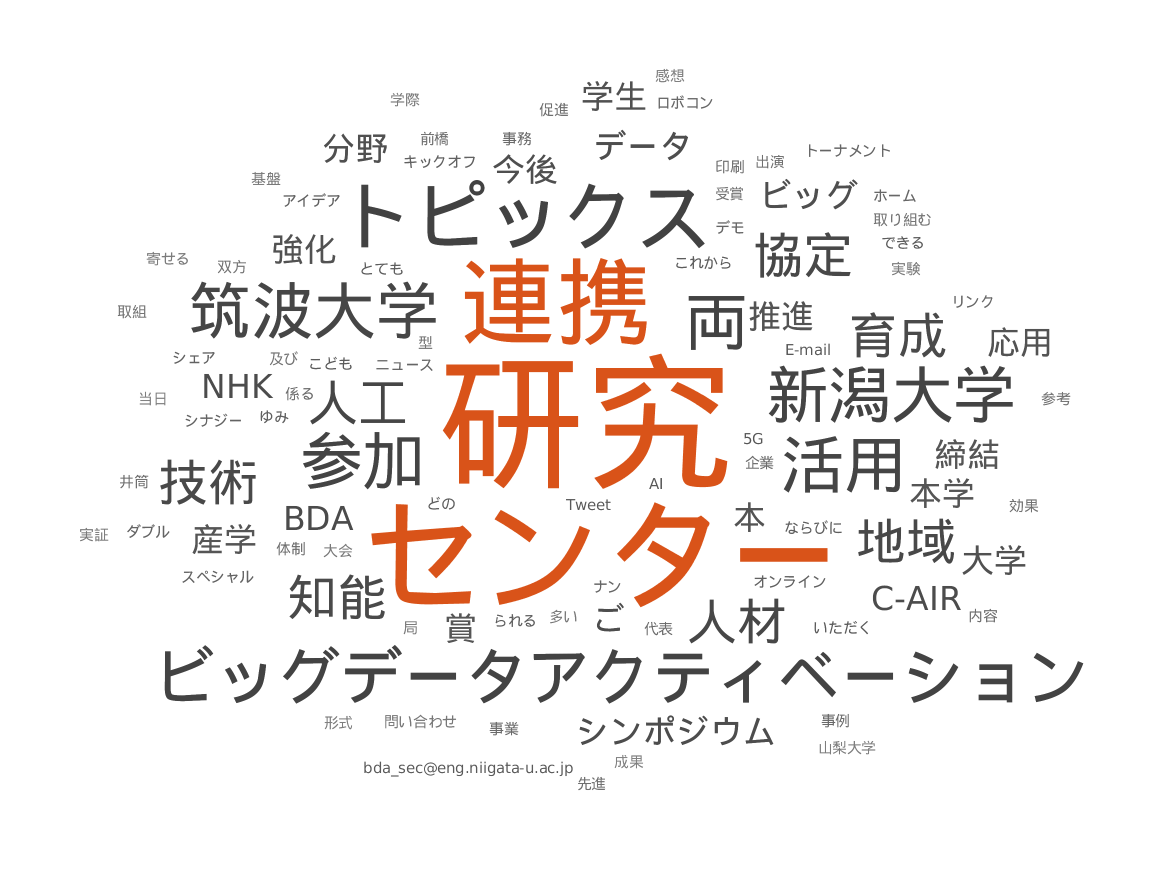 感想
学際
促進
学生
ロボコン
分野
前橋
事務
データ
トーナメント
キックオフ
今後
印刷
出演
基盤
アイデア
トピックス
受賞
ビッグ
ホーム
デモ
取り組む
強化
協定
できる
寄せる
双方
とても
連携
これから
実験
取組
筑波大学
両
推進
リンク
型
育成
応用
シェア
及び
こども
ニュース
E-mail
当日
NHK
係る
人工
研究
新潟大学
参考
シナジー
ゆみ
参加
5G
活用
締結
企業
井筒
技術
AI
本学
どの
Tweet
センター
本
ならびに
効果
実証
ダブル
産学
BDA
体制
大会
地域
大学
スペシャル
知能
ナン
オンライン
C-AIR
局
賞
られる
多い
ご
代表
人材
いただく
内容
ビッグデータアクティベーション
形式
問い合わせ
事業
シンポジウム
事例
山梨大学
bda_sec@eng.niigata-u.ac.jp
成果
先進